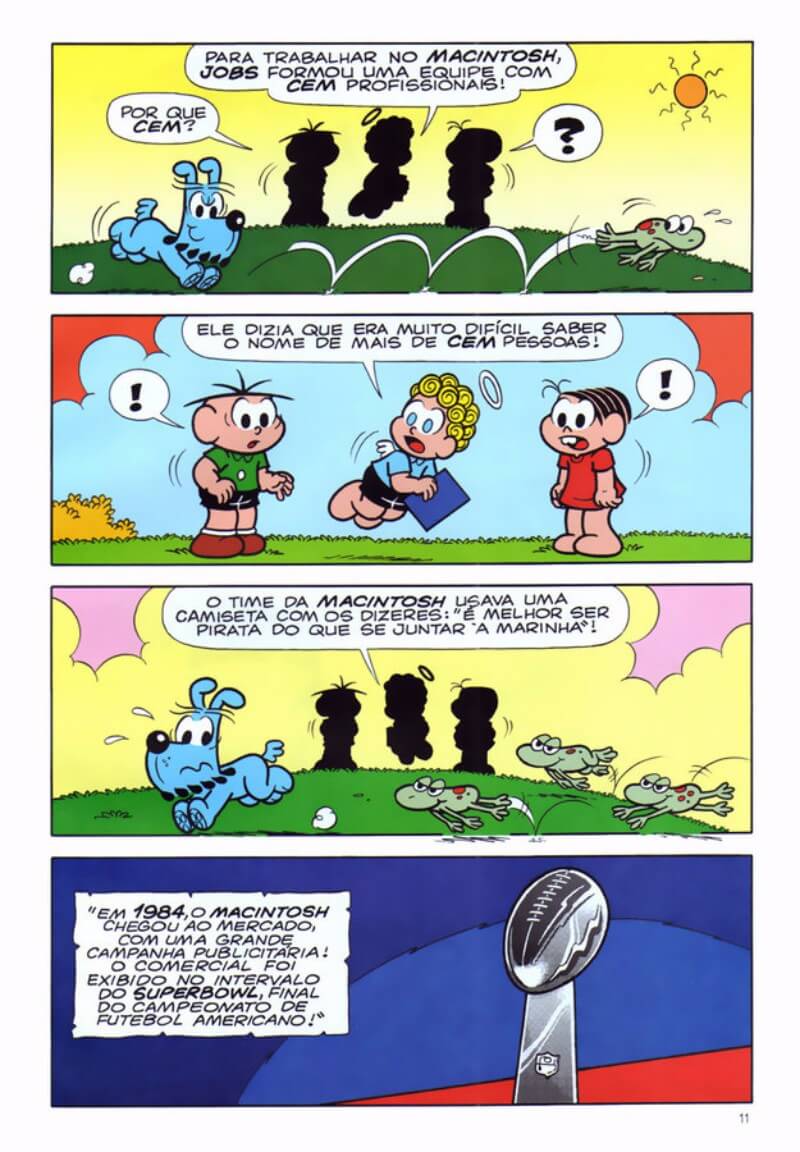 PARA TRABALHAR NO MACINTOSH,
JOBS FORMOU UMA EQUIPE COM
CEM PROFISSIONAIS!
POR QUE
CEM?
?
ELE DIZIA QUE ERA MUITO DIFÍCIL SABER
O NOME DE MAIS DE CEM PESSOAS!
!
!
O TIME DA MACINTOSH USAVA UMA
CAMISETA COM OS DIZERES: "É MELHOR SER
PIRATA DO QUE SE JUNTAR `A MARINHA"!
"EM 1984, O MACINTOSH
CHEGOU AO MERCADO,
COM UMA GRANDE
CAMPANHA PUBLICITÁRIA!
O COMERCIAL FOI
EXIBIDO NO INTERVALO
DO SUPERBOWL, FINAL
DO CAMPEONATO DE
FUTEBOL AMERICANO!"
11